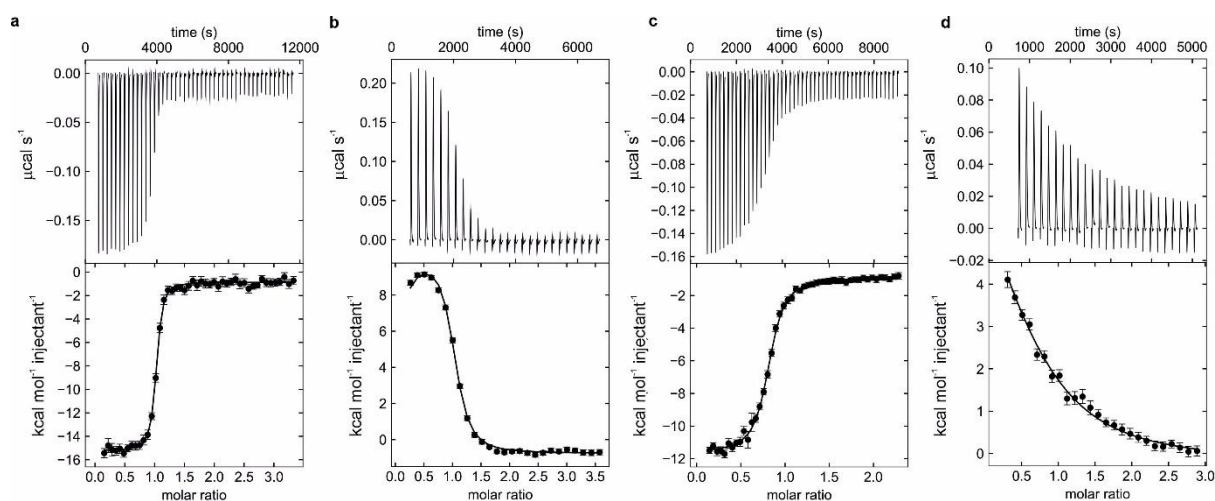 a
time (s)
0 4000 8000 12000
0.00
−0.05
−0.10
−0.15
µcal s⁻¹
0
−2
−4
−6
−8
−10
−12
−14
−16
kcal mol⁻¹ injectant
0.0 0.5 1.0 1.5 2.0 2.5 3.0
molar ratio
b
time (s)
0 2000 4000 6000
0.20
0.15
0.10
0.05
0.00
µcal s⁻¹
8
6
4
2
0
kcal mol⁻¹ injectant
0.0 0.5 1.0 1.5 2.0 2.5 3.0 3.5
molar ratio
c
time (s)
0 2000 4000 6000 8000
0.00
−0.02
−0.04
−0.06
−0.08
−0.10
−0.12
−0.14
−0.16
µcal s⁻¹
−2
−4
−6
−8
−10
−12
kcal mol⁻¹ injectant
0.0 0.5 1.0 1.5 2.0
molar ratio
d
time (s)
0 1000 2000 3000 4000 5000
0.10
0.08
0.06
0.04
0.02
0.00
−0.02
µcal s⁻¹
4
3
2
1
0
kcal mol⁻¹ injectant
0.5 1.0 1.5 2.0 2.5 3.0
molar ratio